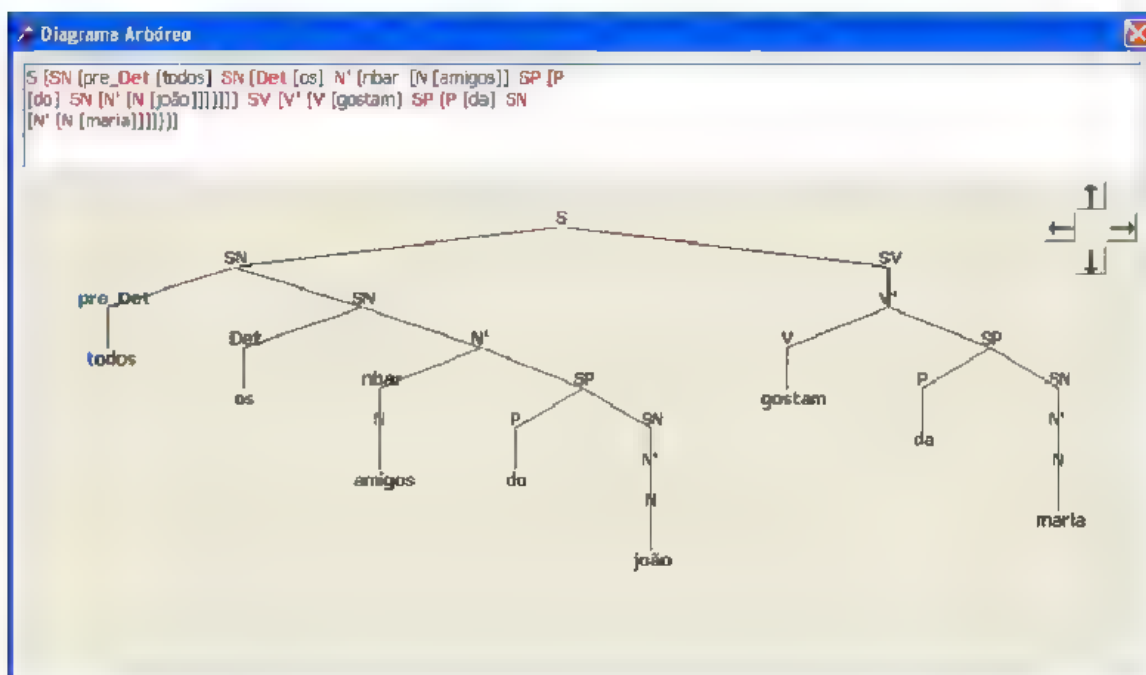 Diagrama Arbóreo
S [SN [pre_Det [todos] SN [Det [os] N' [nbar [N [amigos]] SP [P
[do] SN [N' [N [joão]]]]]]] SV [V' [V [gostam] SP [P [da] SN
[N' [N [maria]]]]]]]
S
SN SV
pre_Det SN V'
todos Det N' V SP
os nbar SP gostam P SN
N P SN da N'
amigos do N' N
N maria
joão